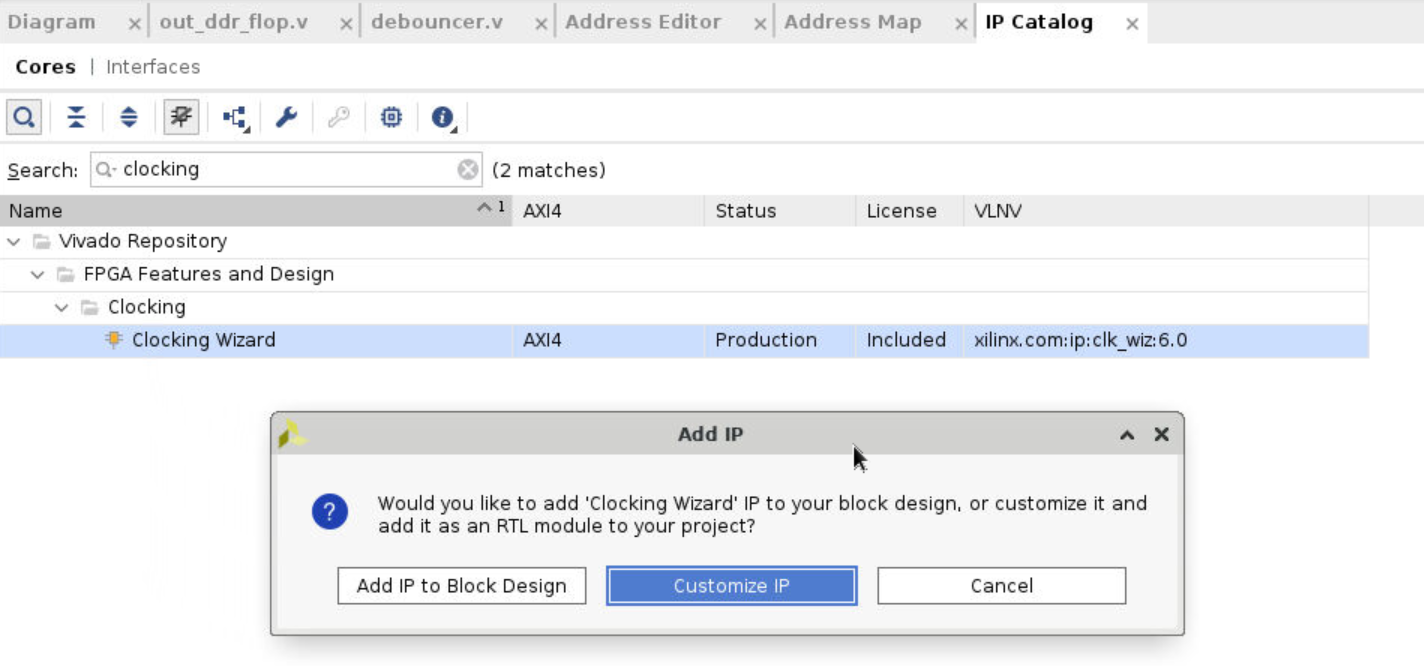 Diagram out_ddr_flop.v debouncer.v Address Editor Address Map IP Catalog
Cores | Interfaces
Search: clocking (2 matches)
Name 1 AXI4 Status License VLNV
Vivado Repository
FPGA Features and Design
Clocking
Clocking Wizard AXI4 Production Included xilinx.com:ip:clk_wiz:6.0
Add IP
Would you like to add 'Clocking Wizard' IP to your block design, or customize it and
add it as an RTL module to your project?
Add IP to Block Design Customize IP Cancel